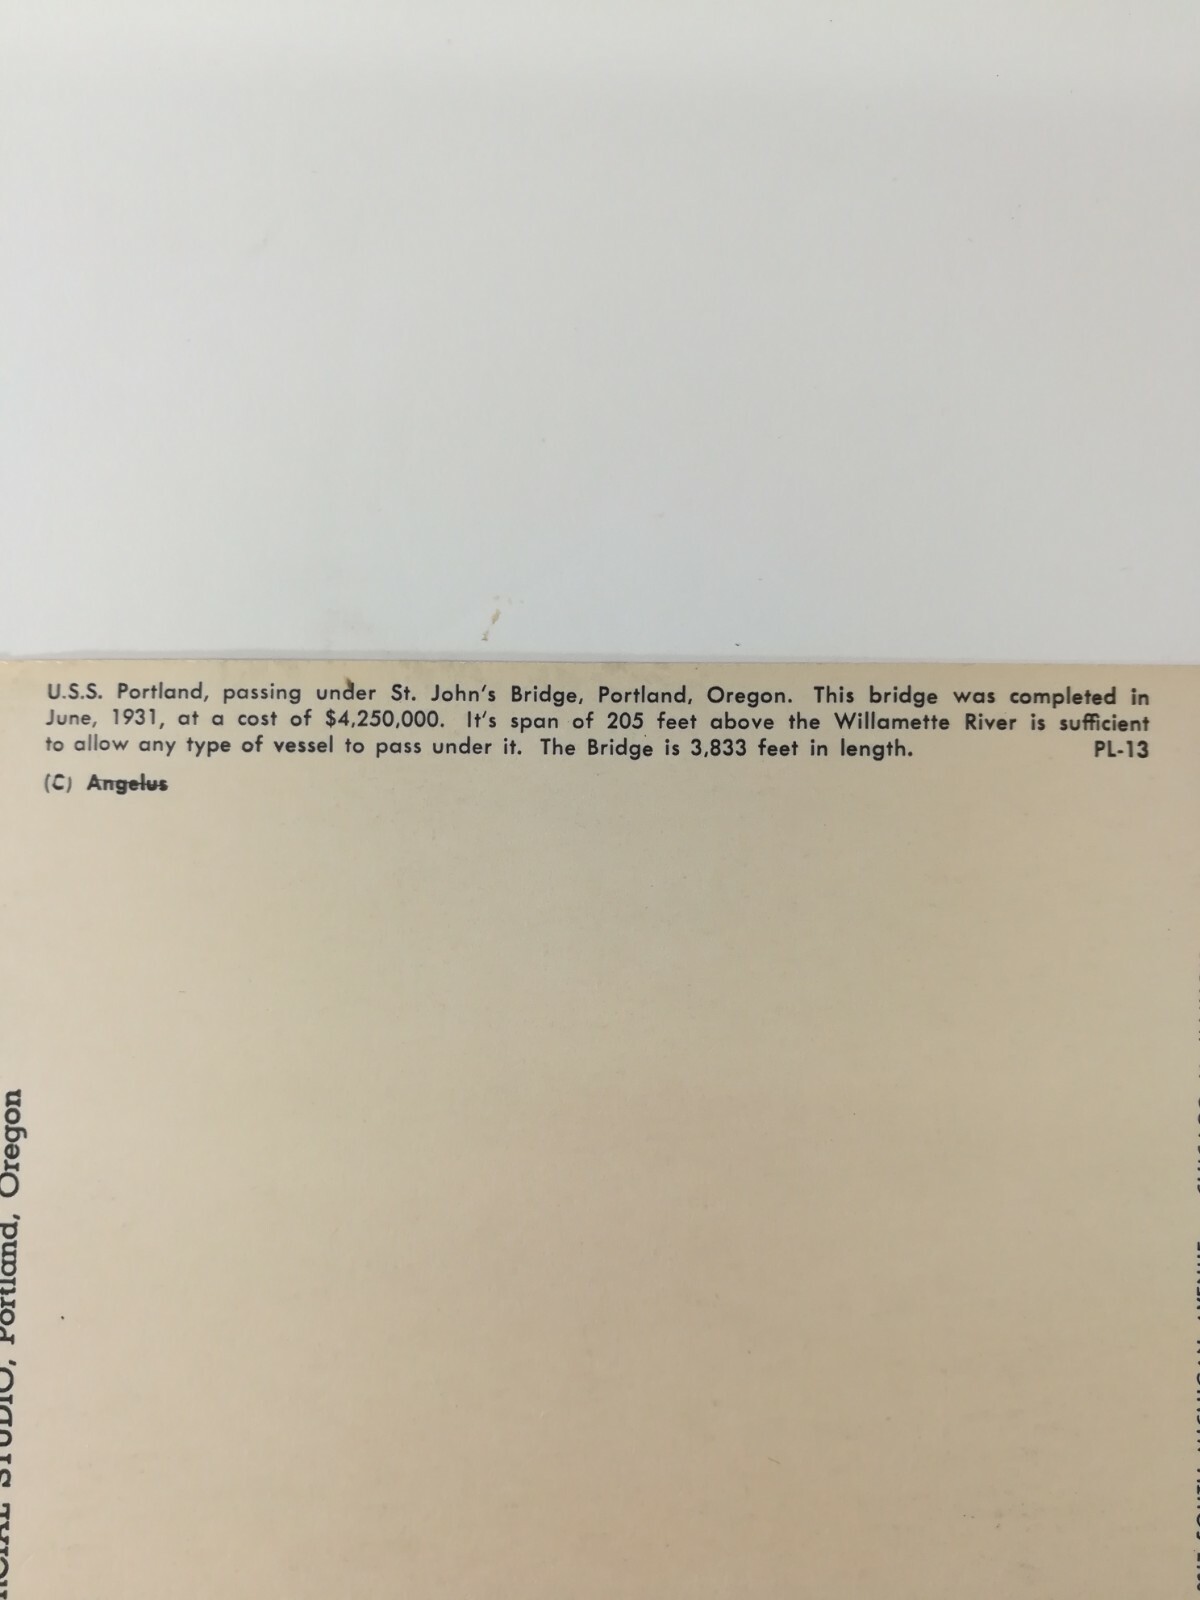 U.S.S. Portland, passing under St. John's Bridge, Portland, Oregon. This bridge was completed in
June, 1931, at a cost of $4,250,000. It's span of 205 feet above the Willamette River is sufficient
to allow any type of vessel to pass under it. The Bridge is 3,833 feet in length. PL-13
(C) Angelus
STUDIO, Portland, Oregon